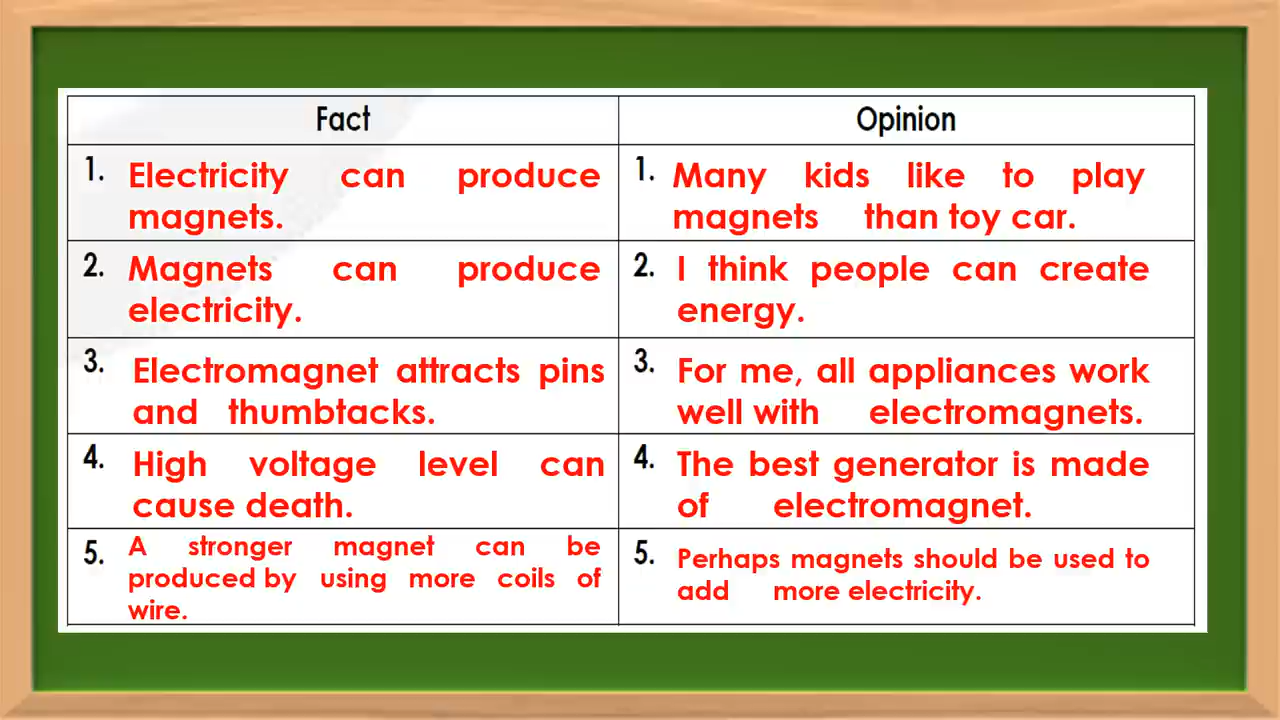 Fact
Opinion
1. Electricity can produce
magnets.
1. Many kids like to play
magnets than toy car.
2. Magnets can produce
electricity.
2. I think people can create
energy.
3. Electromagnet attracts pins
and thumbtacks.
3. For me, all appliances work
well with electromagnets.
4. High voltage level can
cause death.
4. The best generator is made
of electromagnet.
5. A stronger magnet can be
produced by using more coils of
wire.
5. Perhaps magnets should be used to
add more electricity.